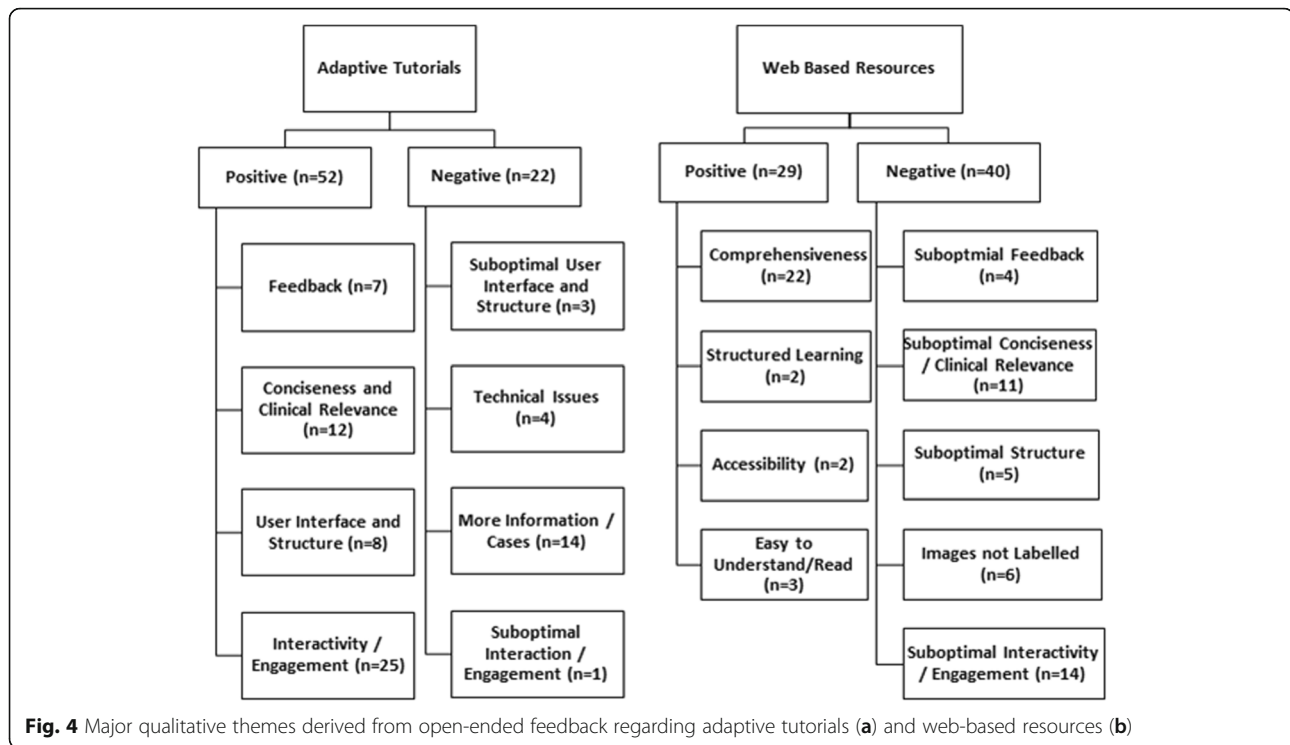 Adaptive Tutorials
Positive (n=52)
Negative (n=22)
Feedback (n=7)
Conciseness and
Clinical Relevance
(n=12)
User Interface and
Structure (n=8)
Interactivity /
Engagement (n=25)
Suboptimal User
Interface and
Structure (n=3)
Technical Issues
(n=4)
More Information /
Cases (n=14)
Suboptimal
Interaction /
Engagement (n=1)
Web Based Resources
Positive (n=29)
Negative (n=40)
Comprehensiveness
(n=22)
Structured Learning
(n=2)
Accessibility (n=2)
Easy to
Understand/Read
(n=3)
Suboptmial Feedback
(n=4)
Suboptimal Conciseness
/ Clinical Relevance
(n=11)
Suboptimal Structure
(n=5)
Images not Labelled
(n=6)
Suboptimal Interactivity
/ Engagement (n=14)
Fig. 4 Major qualitative themes derived from open-ended feedback regarding adaptive tutorials (a) and web-based resources (b)